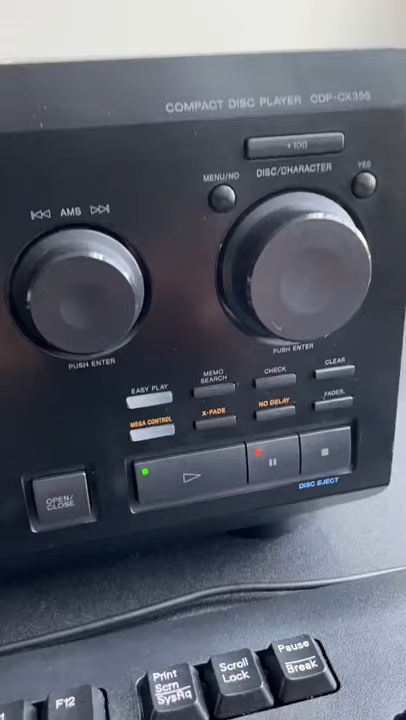 COMPACT DISC PLAYER CDP-CX355
+100
MENU/NO
DISC/CHARACTER
YES
AMS
PUSH ENTER
PUSH ENTER
EASY PLAY
MEMO
SEARCH
CHECK
CLEAR
MEGA CONTROL
X-FADE
NO DELAY
FADER
OPEN/
CLOSE
DISC EJECT
F12
Print
Scrn
SysRq
Scroll
Lock
Pause
Break